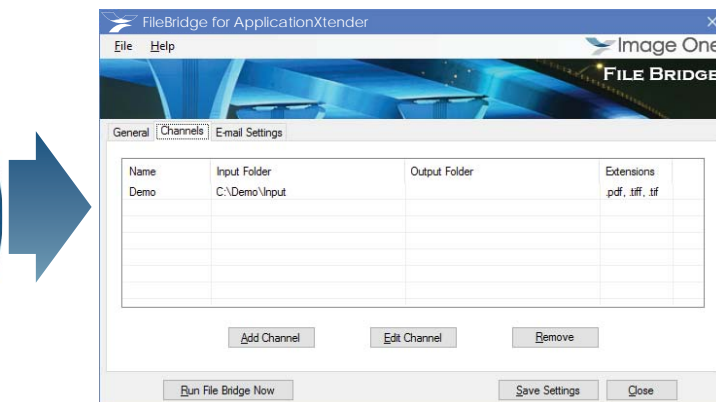 FileBridge for ApplicationXtender
File Help
Image One
FILE BRIDGE
General Channels E-mail Settings
Name Input Folder Output Folder Extensions
Demo C:\Demo\Input .pdf, .tiff, .tif
Add Channel Edit Channel Remove
Run File Bridge Now Save Settings Close